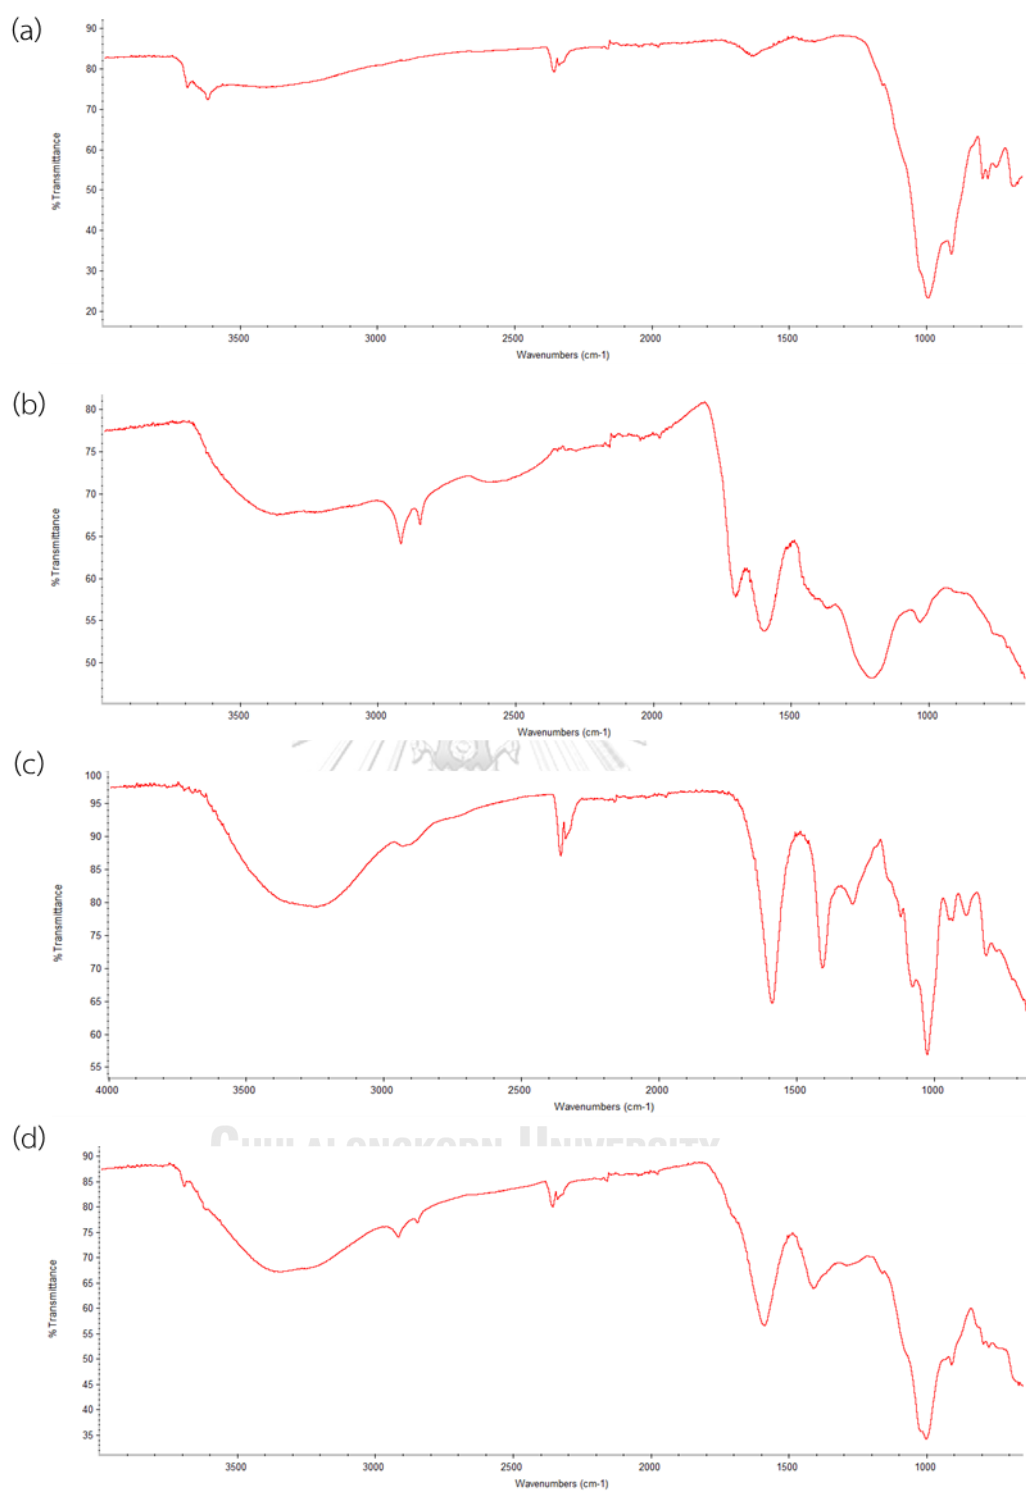 (a)
90
80
70
60
50
40
30
20
%Transmittance
3500 3000 2500 2000 1500 1000
Wavenumbers (cm-1)
(b)
80
75
70
65
60
55
50
%Transmittance
3500 3000 2500 2000 1500 1000
Wavenumbers (cm-1)
(c)
100
95
90
85
80
75
70
65
60
55
%Transmittance
4000 3500 3000 2500 2000 1500 1000
Wavenumbers (cm-1)
(d)
CHULALONGKORN UNIVERSITY
90
85
80
75
70
65
60
55
50
45
40
35
%Transmittance
3500 3000 2500 2000 1500 1000
Wavenumbers (cm-1)